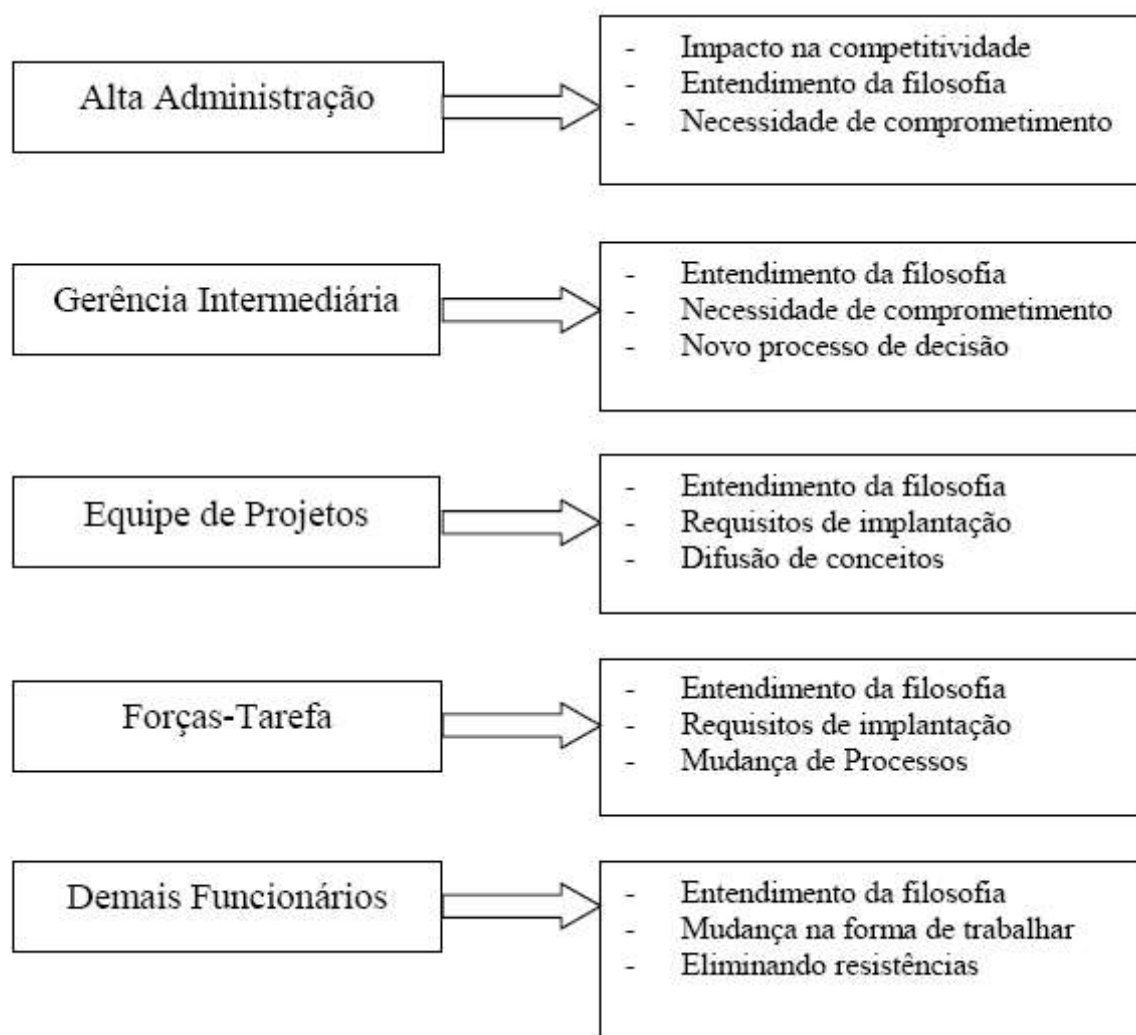 Alta Administração
- Impacto na competitividade
- Entendimento da filosofia
- Necessidade de comprometimento
Gerência Intermediária
- Entendimento da filosofia
- Necessidade de comprometimento
- Novo processo de decisão
Equipe de Projetos
- Entendimento da filosofia
- Requisitos de implantação
- Difusão de conceitos
Forças-Tarefa
- Entendimento da filosofia
- Requisitos de implantação
- Mudança de Processos
Demais Funcionários
- Entendimento da filosofia
- Mudança na forma de trabalhar
- Eliminando resistências